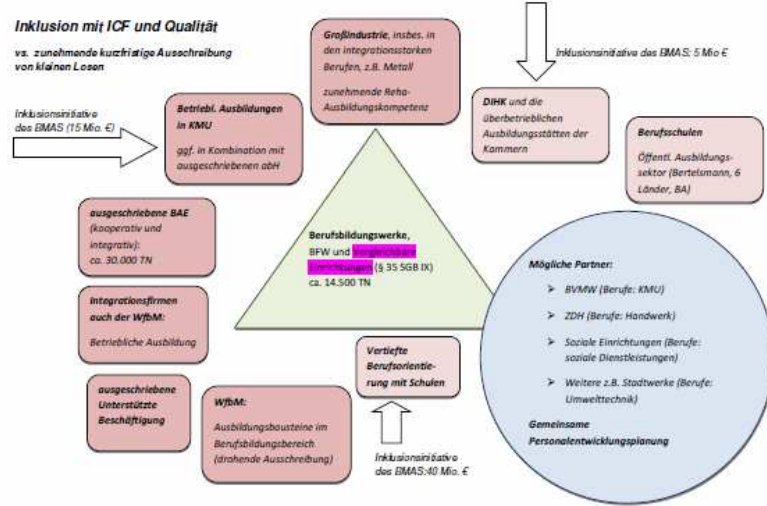 Inklusion mit ICF und Qualität
vs. zunehmende kurzfristige Ausschreibung
von kleinen Losen
Inklusionsinitiative
des BMAS (15 Mio. €)
Betriebl. Ausbildungen
in KMU
ggf. in Kombination mit
ausgeschriebenen abH
Großindustrie, insbes. in
den integrationsstarken
Berufen, z.B. Metall
zunehmende Reha-
Ausbildungskompetenz
Inklusionsinitiative des BMAS: 5 Mio €
DIHK und die
überbetrieblichen
Ausbildungsstätten der
Kammern
Berufsschulen
Öffentl. Ausbildungs-
sektor (Bertelsmann, 6
Länder, BA)
ausgeschriebene BAE
(kooperativ und
integrativ):
ca. 30.000 TN
Berufsbildungswerke,
BFW und Vergleichbare
Einrichtungen (§ 35 SGB IX)
ca. 14.500 TN
Integrationsfirmen
auch der WfbM:
Betriebliche Ausbildung
ausgeschriebene
Unterstützte
Beschäftigung
WfbM:
Ausbildungsbausteine im
Berufsbildungsbereich
(drohende Ausschreibung)
Vertiefte
Berufsorientie-
rung mit Schulen
Inklusionsinitiative
des BMAS:40 Mio. €
Mögliche Partner:
➢ BVMW (Berufe: KMU)
➢ ZDH (Berufe: Handwerk)
➢ Soziale Einrichtungen (Berufe:
soziale Dienstleistungen)
➢ Weitere z.B. Stadtwerke (Berufe:
Umwelttechnik)
Gemeinsame
Personalentwicklungsplanung